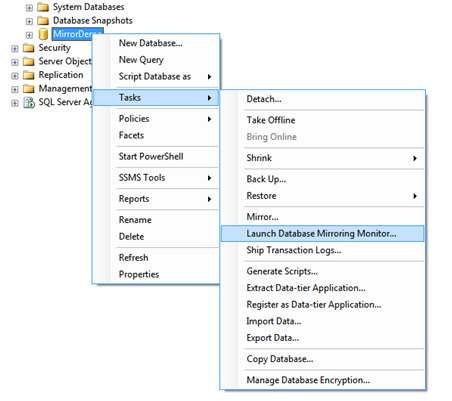 System Databases
Database Snapshots
MirrorDem
Security
Server Objec
Replication
Management
SQL Server Ag
New Database...
New Query
Script Database as
Tasks
Policies
Facets
Start PowerShell
SSMS Tools
Reports
Rename
Delete
Refresh
Properties
Detach...
Take Offline
Bring Online
Shrink
Back Up...
Restore
Mirror...
Launch Database Mirroring Monitor...
Ship Transaction Logs...
Generate Scripts...
Extract Data-tier Application...
Register as Data-tier Application...
Import Data...
Export Data...
Copy Database...
Manage Database Encryption...